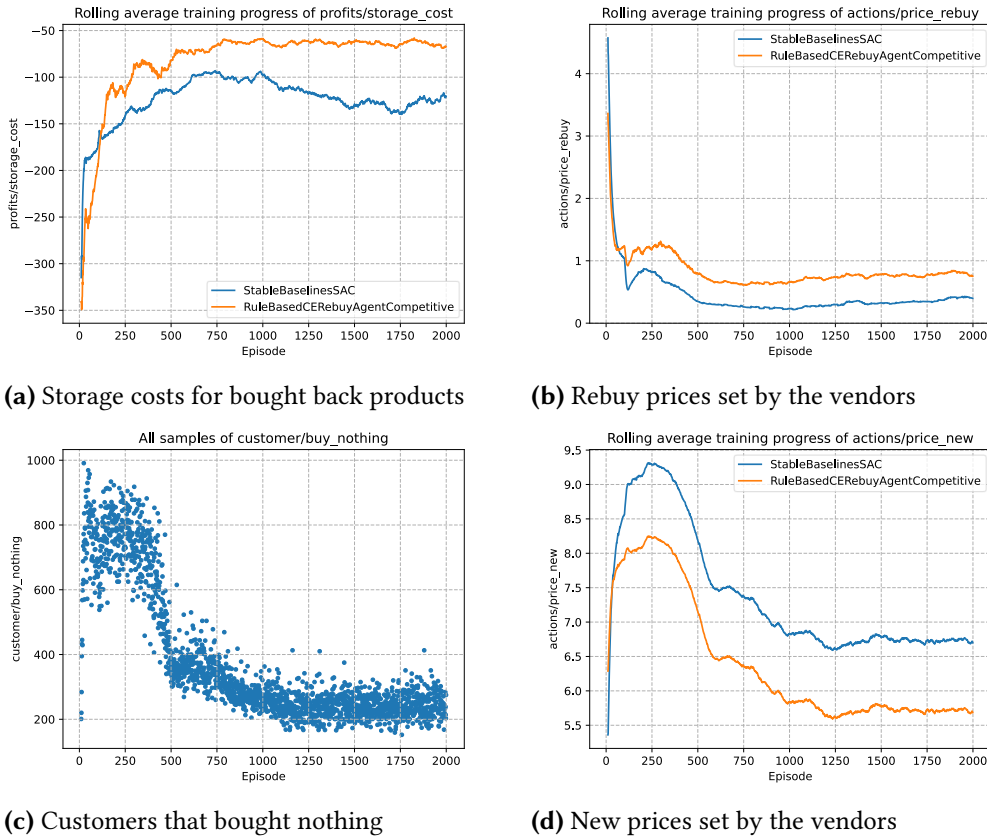 Rolling average training progress of profits/storage_cost
−50
−100
−150
−200
−250
−300
−350
profits/storage_cost
StableBaselinesSAC
RuleBasedCERebuyAgentCompetitive
0 250 500 750 1000 1250 1500 1750 2000
Episode
(a) Storage costs for bought back products
Rolling average training progress of actions/price_rebuy
4
3
2
1
0
actions/price_rebuy
StableBaselinesSAC
RuleBasedCERebuyAgentCompetitive
0 250 500 750 1000 1250 1500 1750 2000
Episode
(b) Rebuy prices set by the vendors
All samples of customer/buy_nothing
1000
800
600
400
200
customer/buy_nothing
0 250 500 750 1000 1250 1500 1750 2000
Episode
(c) Customers that bought nothing
Rolling average training progress of actions/price_new
9.5
9.0
8.5
8.0
7.5
7.0
6.5
6.0
5.5
actions/price_new
StableBaselinesSAC
RuleBasedCERebuyAgentCompetitive
0 250 500 750 1000 1250 1500 1750 2000
Episode
(d) New prices set by the vendors